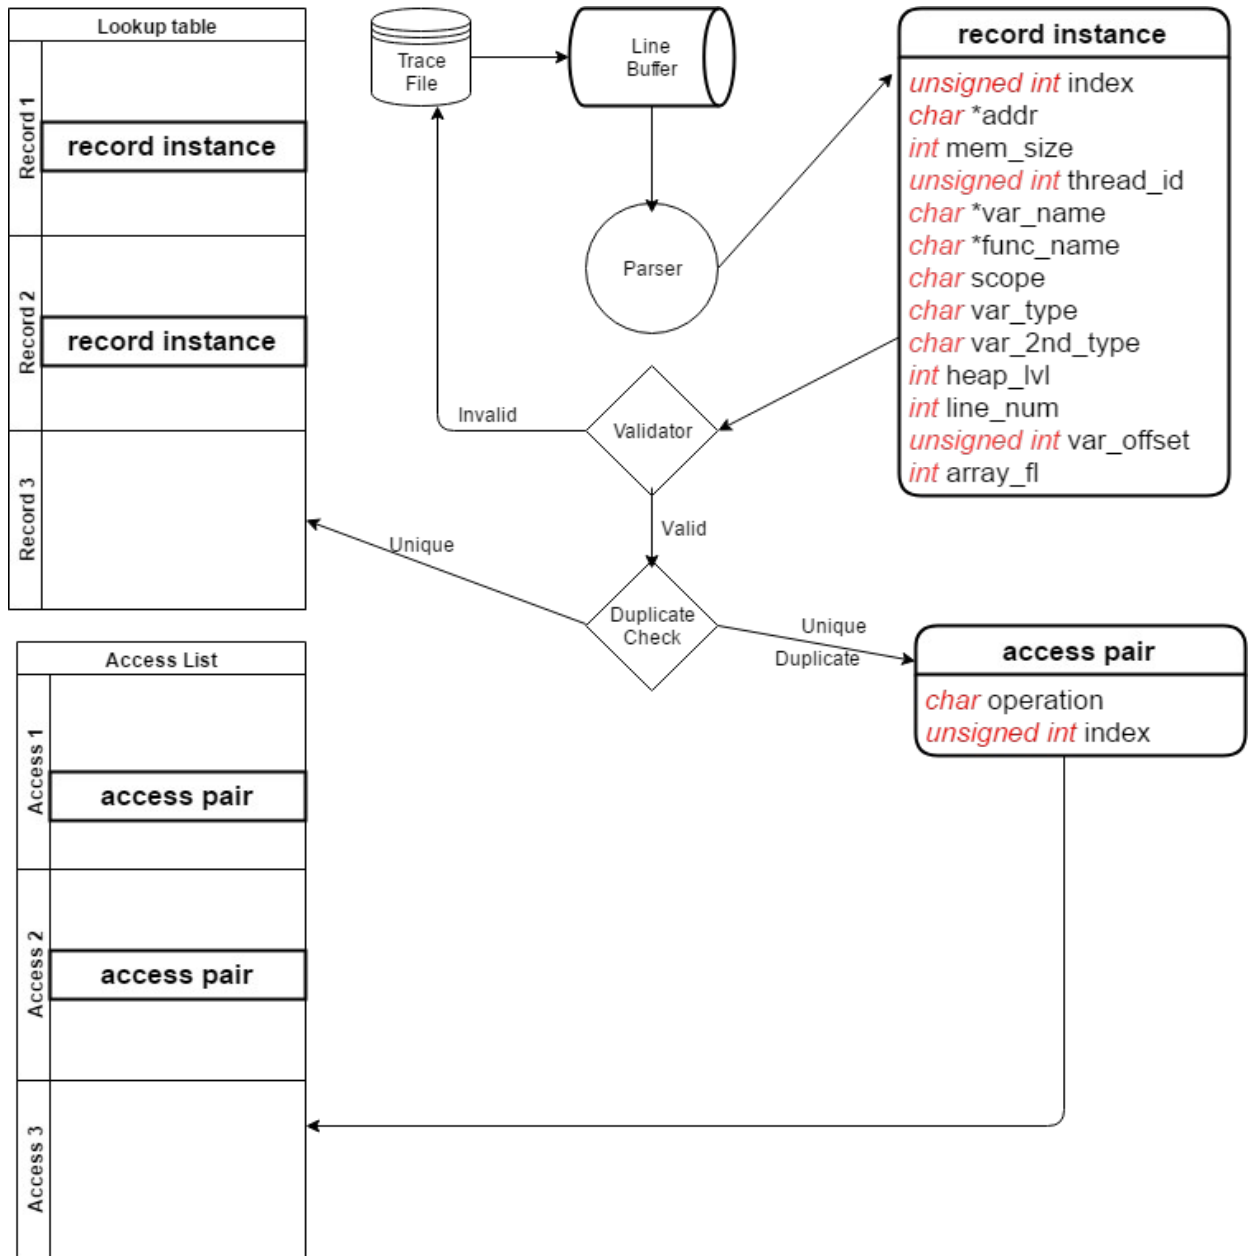 Lookup table
Record 1
record instance
Record 2
record instance
Record 3
Trace
File
Line
Buffer
Parser
record instance
unsigned int index
char *addr
int mem_size
unsigned int thread_id
char *var_name
char *func_name
char scope
char var_type
char var_2nd_type
int heap_lvl
int line_num
unsigned int var_offset
int array_fl
Invalid
Validator
Valid
Unique
Duplicate
Check
Unique
Duplicate
access pair
char operation
unsigned int index
Access List
Access 1
access pair
Access 2
access pair
Access 3